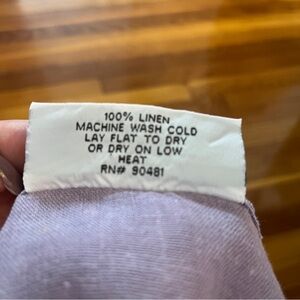 100% LINEN
MACHINE WASH COLD
LAY FLAT TO DRY
OR DRY ON LOW
HEAT
RN# 90481